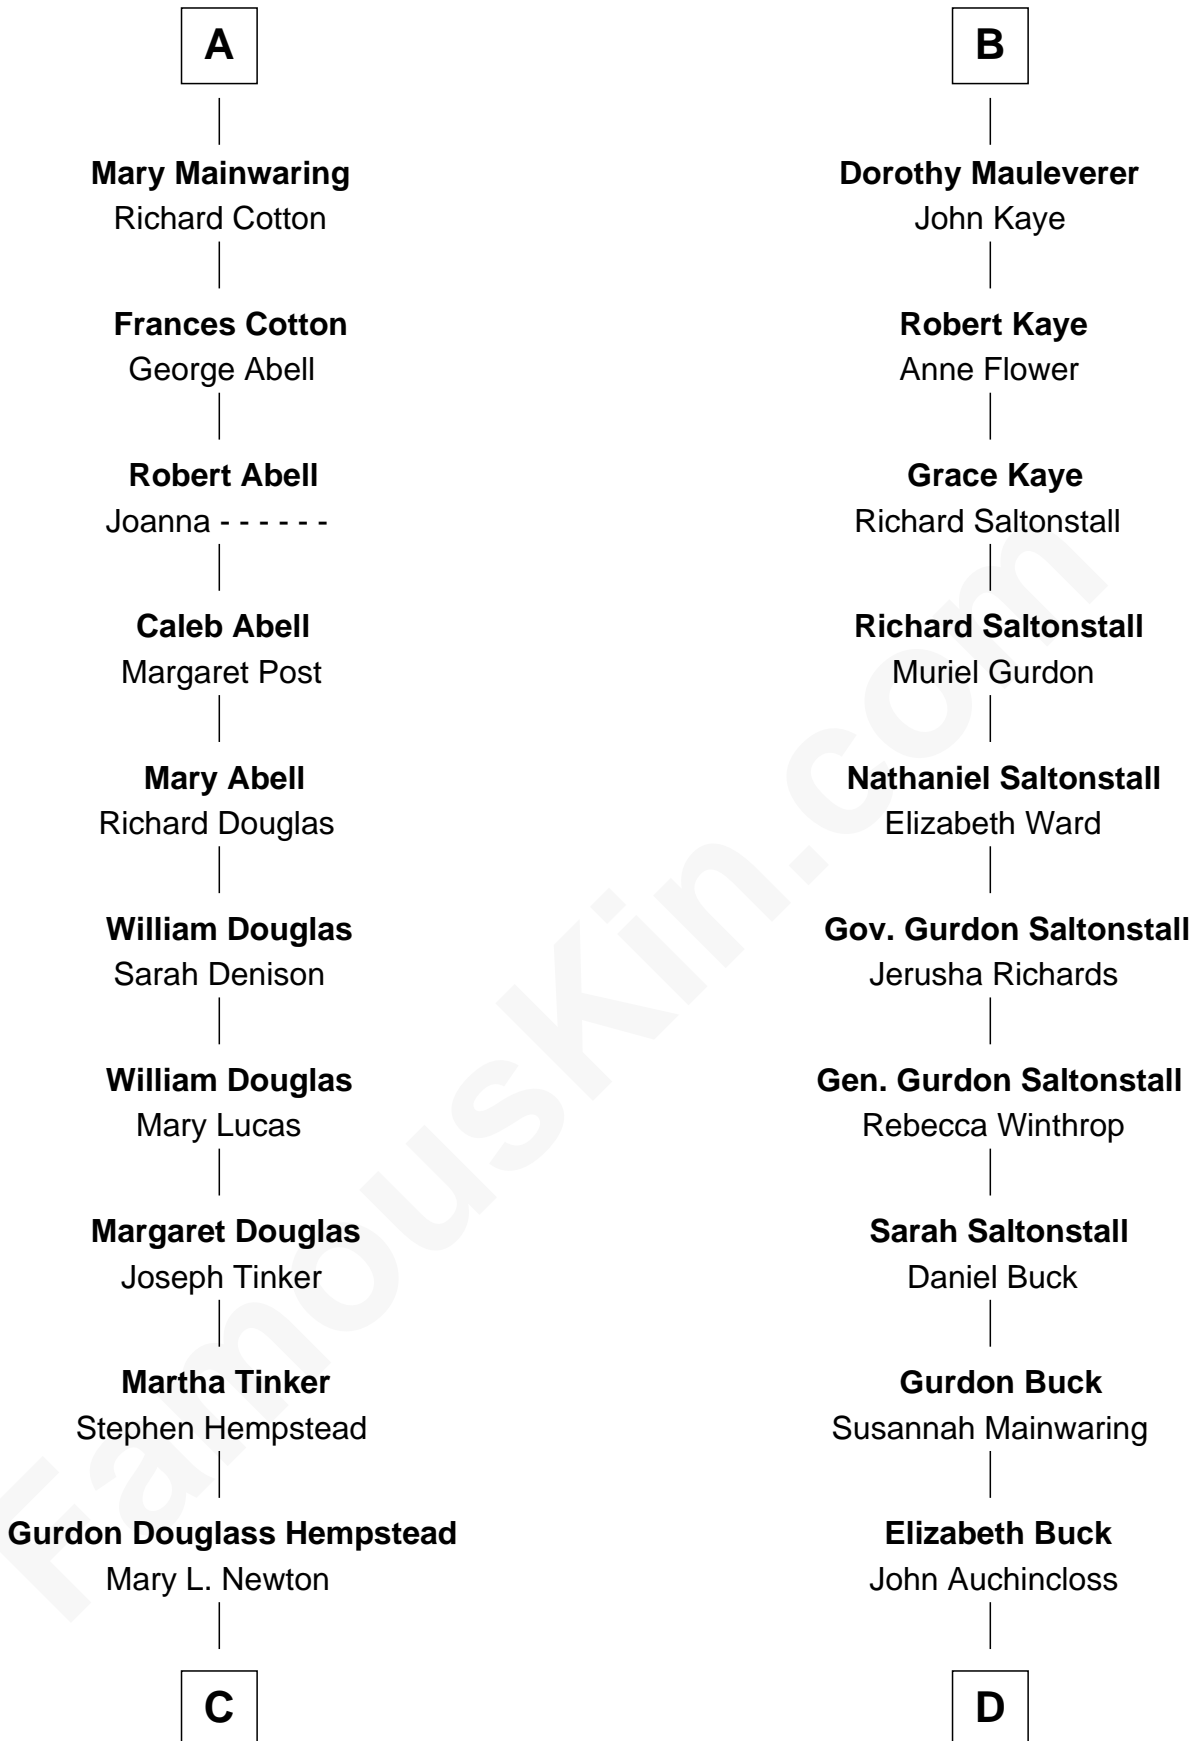 A
Mary Mainwaring
Richard Cotton
Frances Cotton
George Abell
Robert Abell
Joanna - - - - - -
Caleb Abell
Margaret Post
Mary Abell
Richard Douglas
William Douglas
Sarah Denison
William Douglas
Mary Lucas
Margaret Douglas
Joseph Tinker
Martha Tinker
Stephen Hempstead
Gurdon Douglass Hempstead
Mary L. Newton
C
B
Dorothy Mauleverer
John Kaye
Robert Kaye
Anne Flower
Grace Kaye
Richard Saltonstall
Richard Saltonstall
Muriel Gurdon
Nathaniel Saltonstall
Elizabeth Ward
Gov. Gurdon Saltonstall
Jerusha Richards
Gen. Gurdon Saltonstall
Rebecca Winthrop
Sarah Saltonstall
Daniel Buck
Gurdon Buck
Susannah Mainwaring
Elizabeth Buck
John Auchincloss
D
FamousKin.com